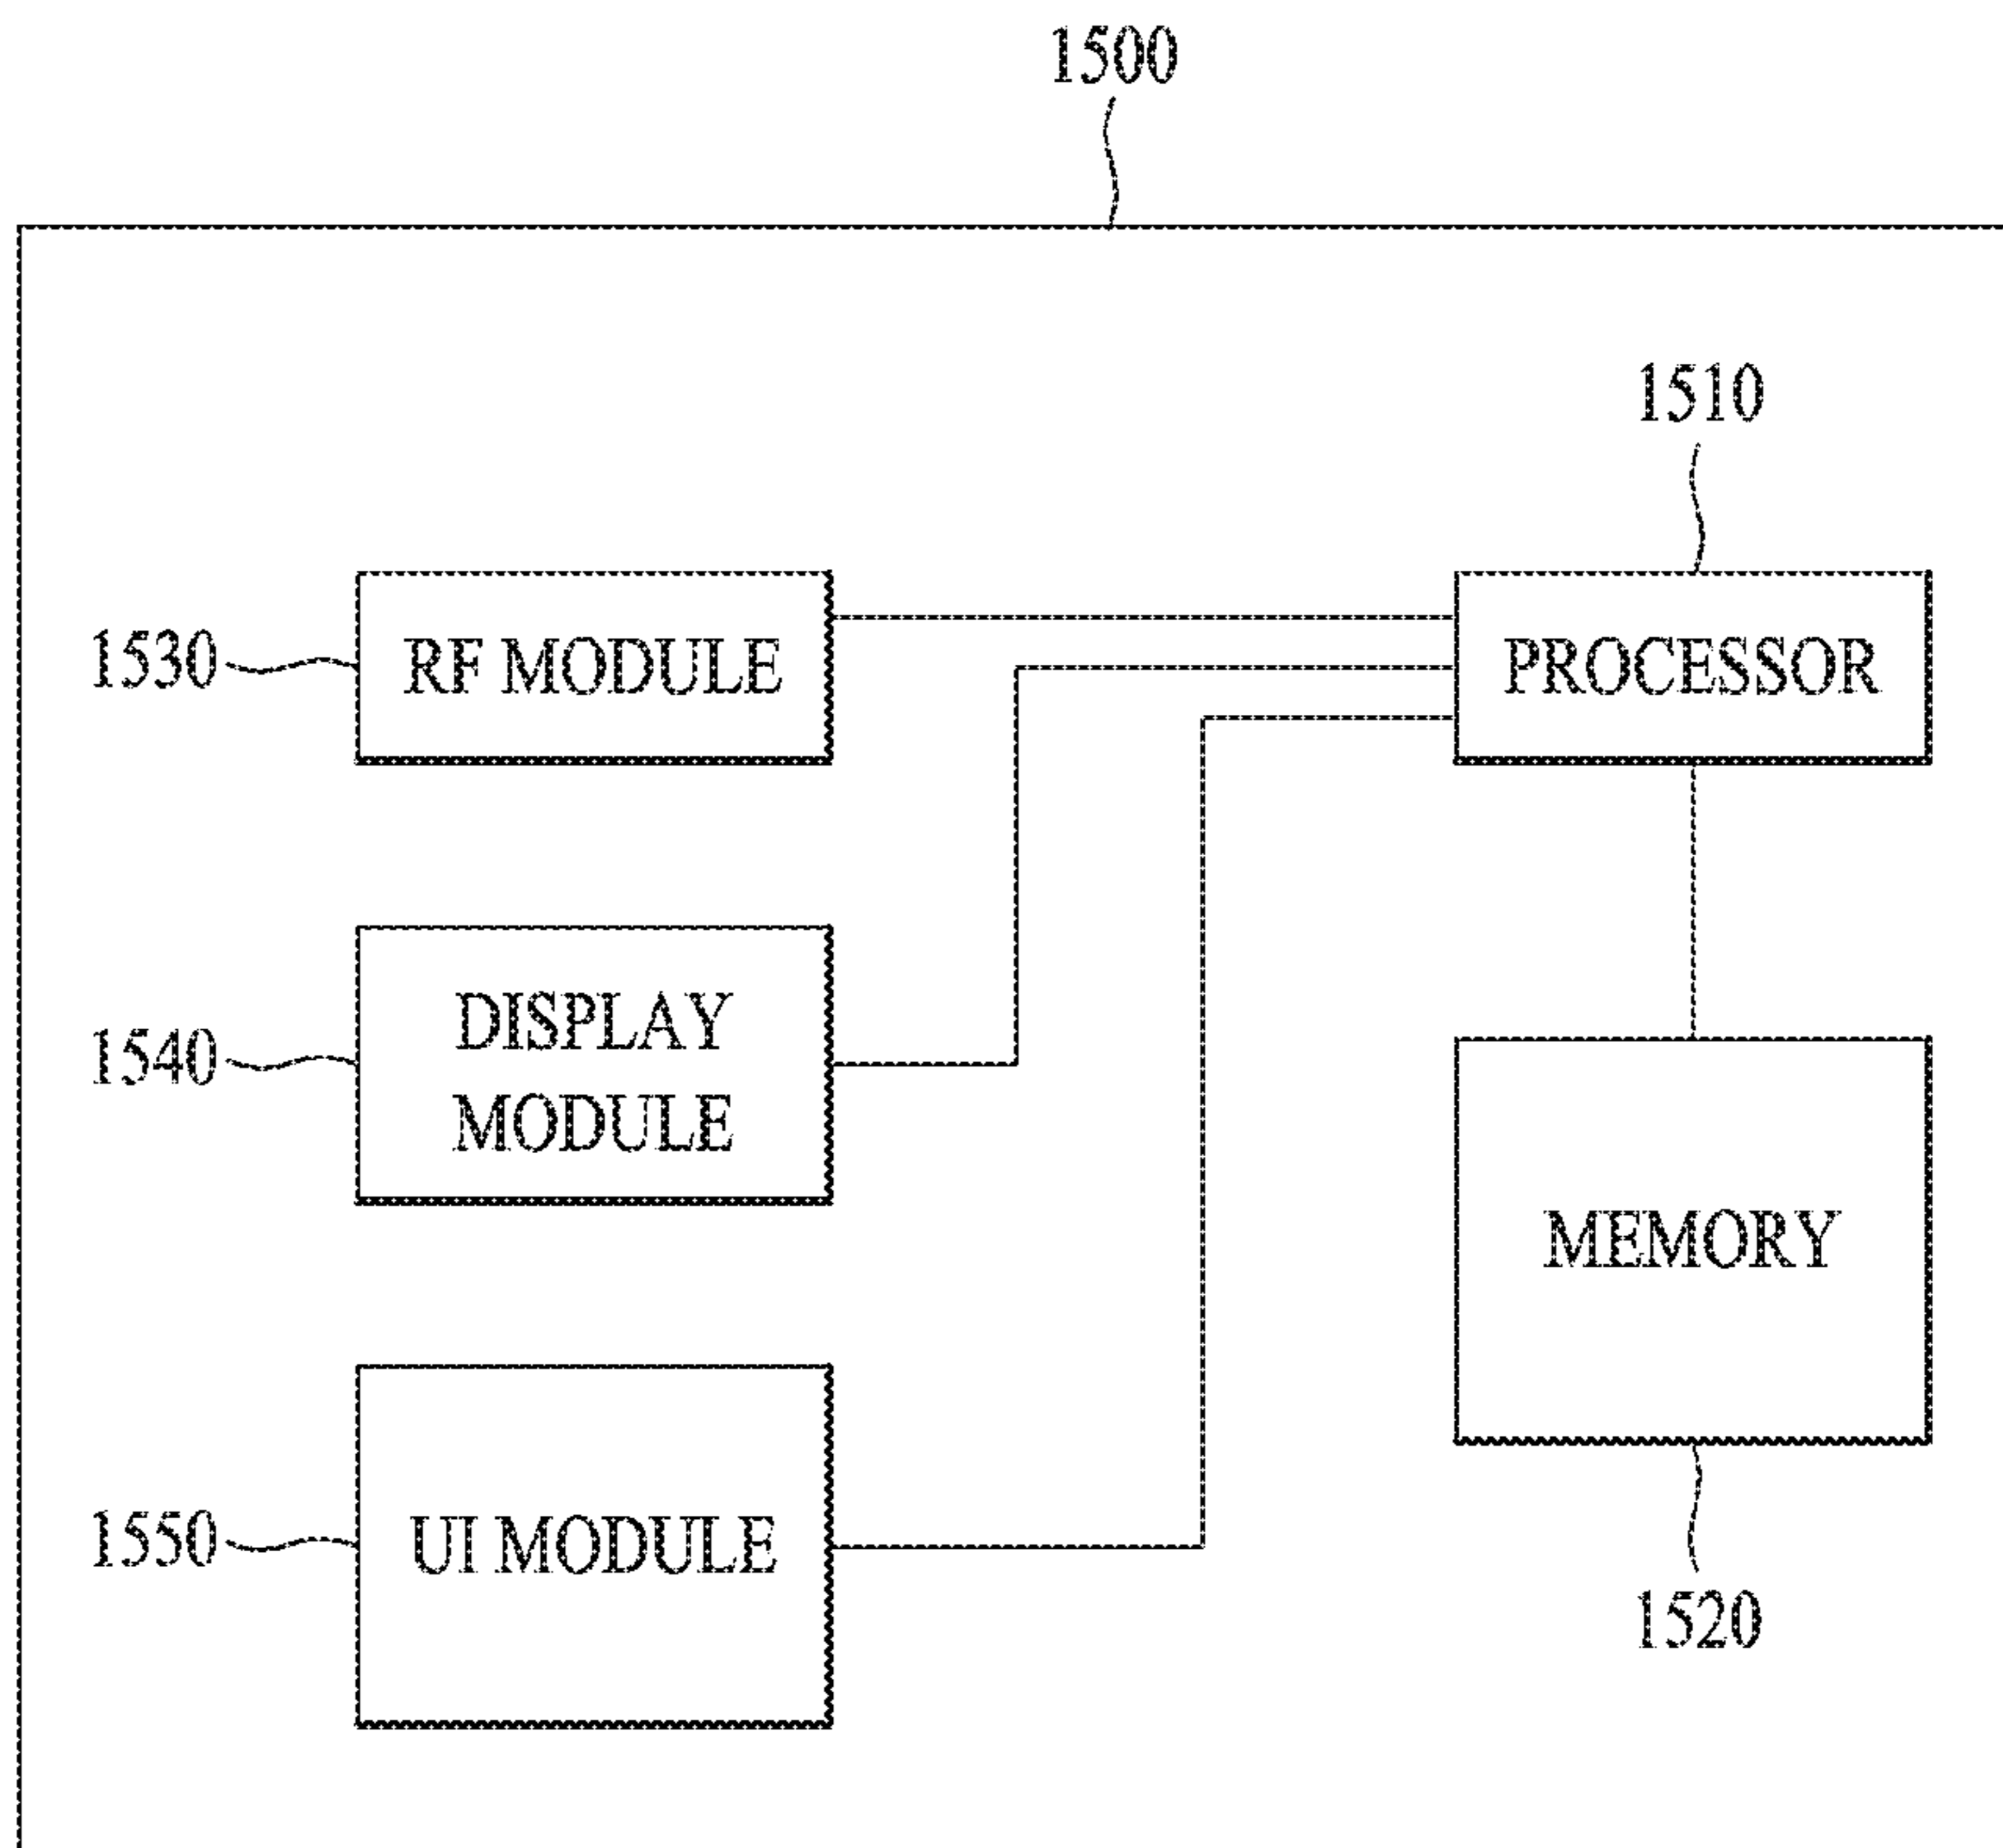 1500
1510
1530
RF MODULE
PROCESSOR
1540
DISPLAY
MODULE
MEMORY
1550
UI MODULE
1520